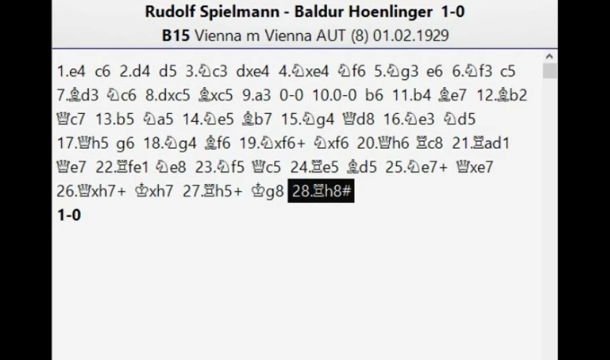 Rudolf Spielmann - Baldur Hoenlinger 1-0
B15 Vienna m Vienna AUT (8) 01.02.1929
1.e4 c6 2.d4 d5 3.♘c3 dxe4 4.♘xe4 ♘f6 5.♘g3 e6 6.♘f3 c5
7.♗d3 ♘c6 8.dxc5 ♗xc5 9.a3 0-0 10.0-0 b6 11.b4 ♗e7 12.♗b2
♕c7 13.b5 ♘a5 14.♘e5 ♗b7 15.♘g4 ♕d8 16.♘e3 ♘d5
17.♕h5 g6 18.♘g4 ♗f6 19.♘xf6+ ♘xf6 20.♕h6 ♖c8 21.♖ad1
♕e7 22.♖fe1 ♘e8 23.♘f5 ♕c5 24.♖e5 ♗d5 25.♘e7+ ♕xe7
26.♕xh7+ ♔xh7 27.♖h5+ ♔g8 28.♖h8#
1-0